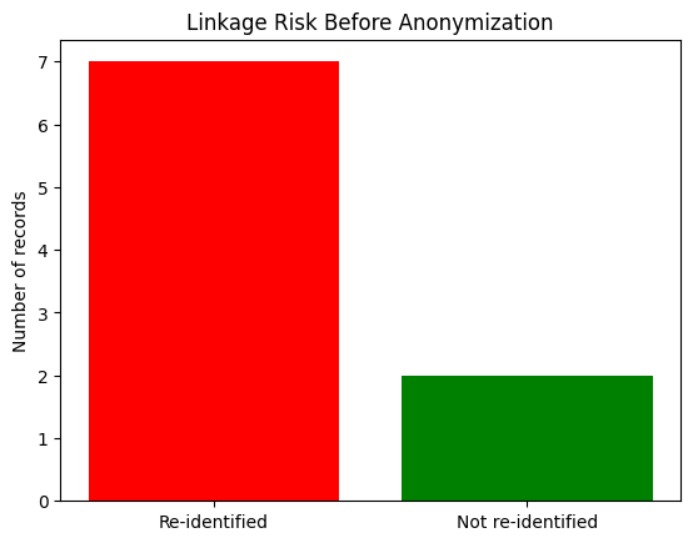 Linkage Risk Before Anonymization
Number of records
7
6
5
4
3
2
1
0
Re-identified
Not re-identified